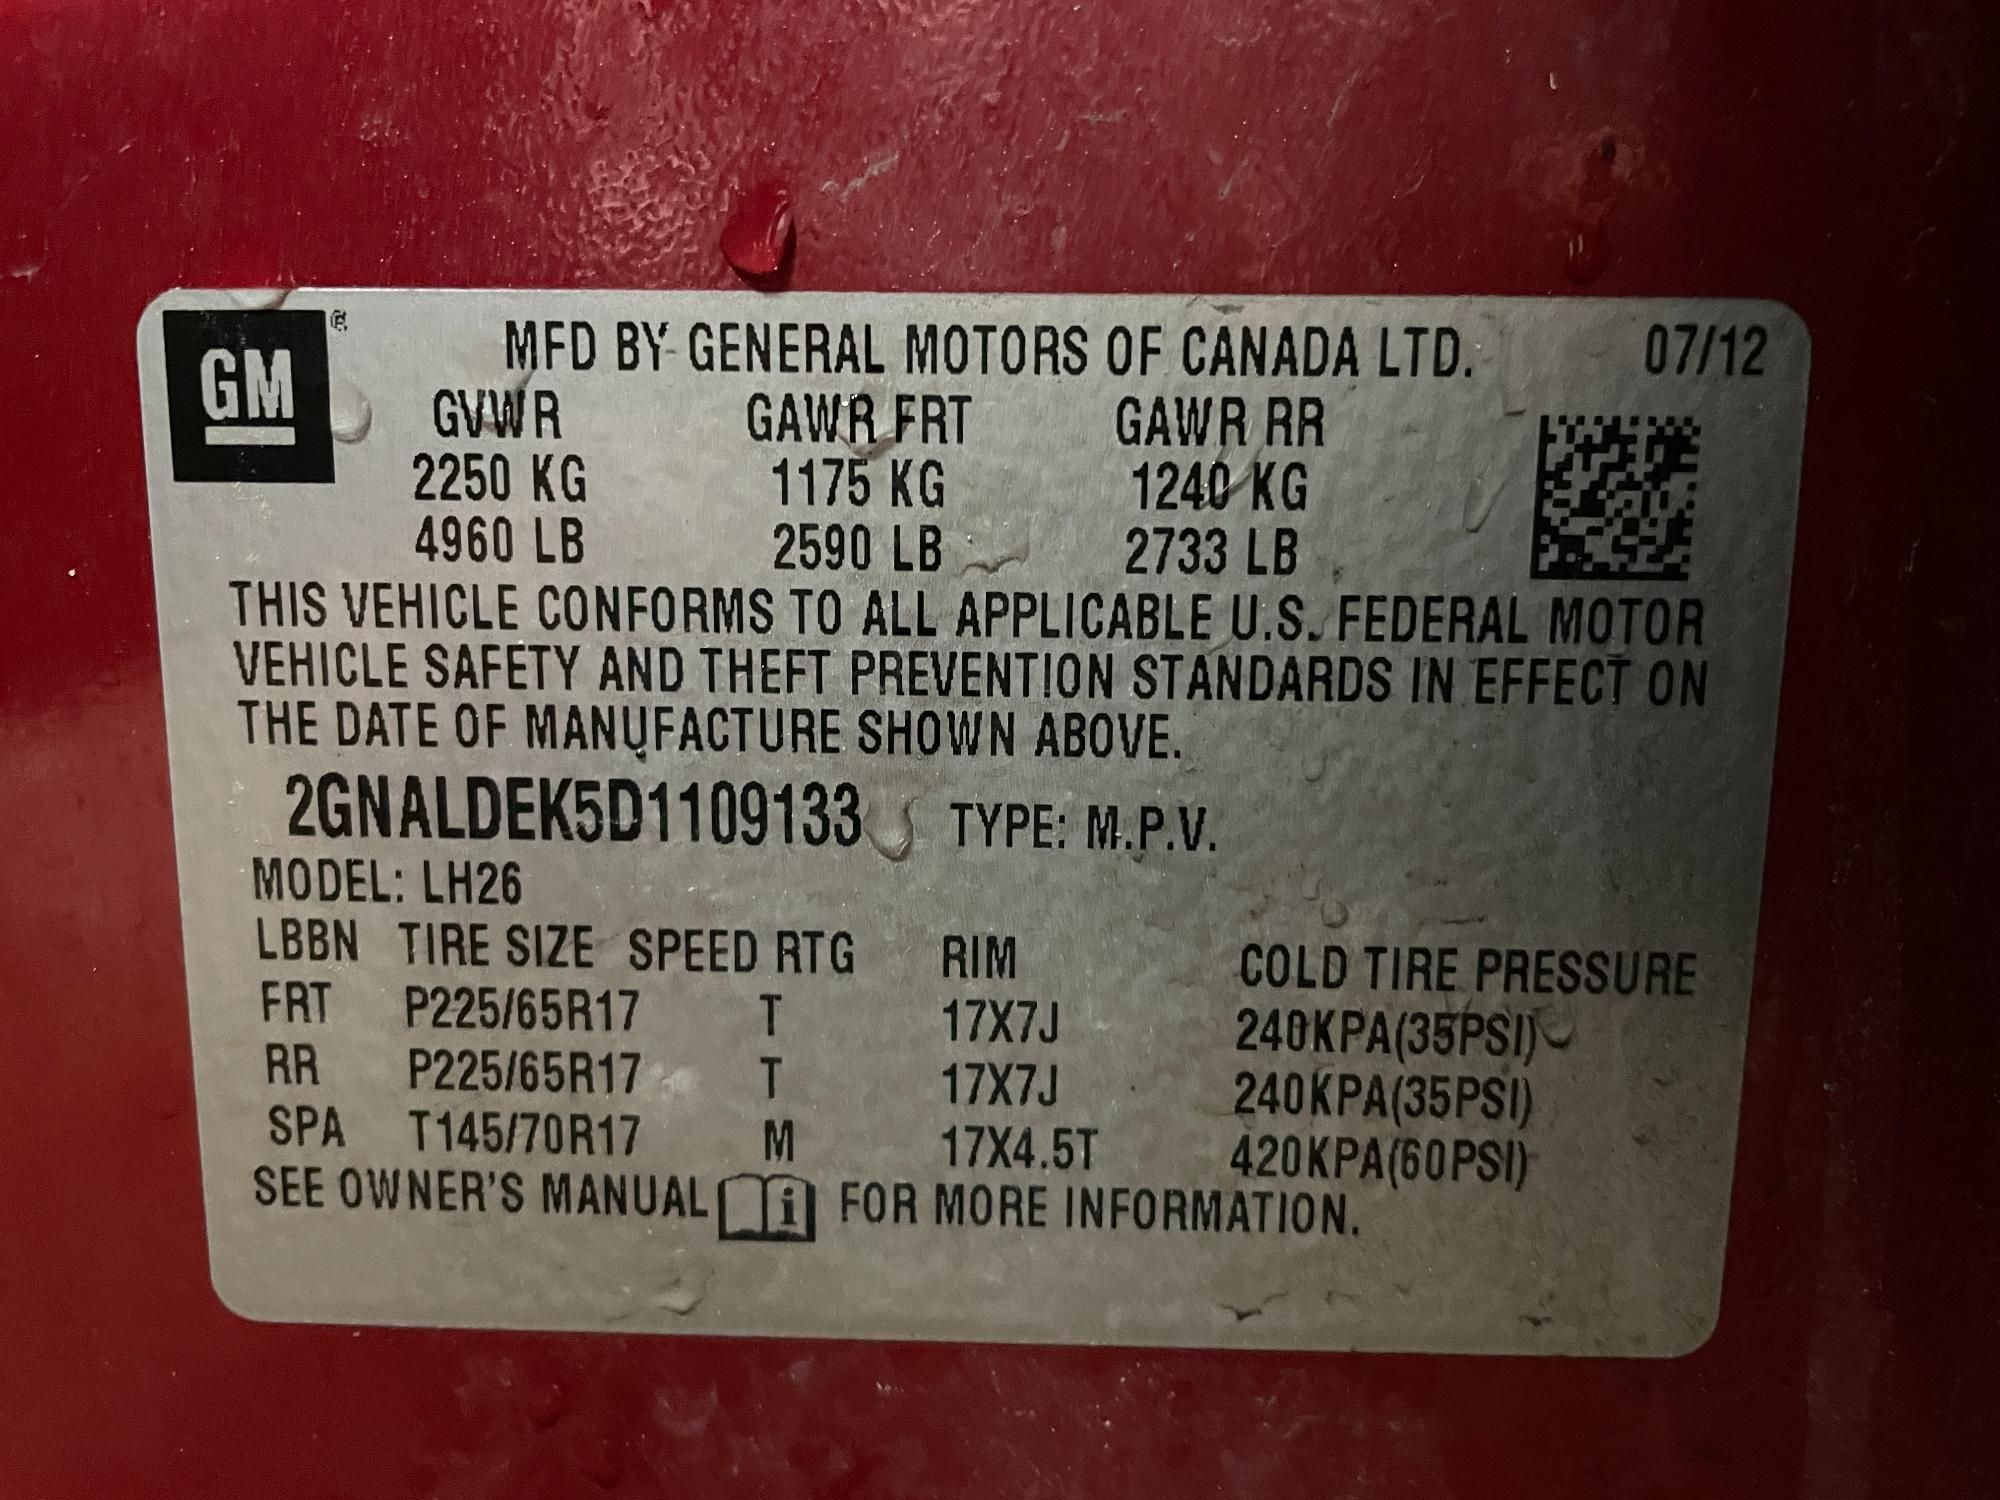 GM ®
MFD BY GENERAL MOTORS OF CANADA LTD. 07/12
GVWR GAWR FRT GAWR RR
2250 KG 1175 KG 1240 KG
4960 LB 2590 LB 2733 LB
THIS VEHICLE CONFORMS TO ALL APPLICABLE U.S. FEDERAL MOTOR
VEHICLE SAFETY AND THEFT PREVENTION STANDARDS IN EFFECT ON
THE DATE OF MANUFACTURE SHOWN ABOVE.
2GNALDEK5D1109133 TYPE: M.P.V.
MODEL: LH26
LBBN TIRE SIZE SPEED RTG RIM COLD TIRE PRESSURE
FRT P225/65R17 T 17X7J 240KPA(35PSI)
RR P225/65R17 T 17X7J 240KPA(35PSI)
SPA T145/70R17 M 17X4.5T 420KPA(60PSI)
SEE OWNER'S MANUAL i FOR MORE INFORMATION.